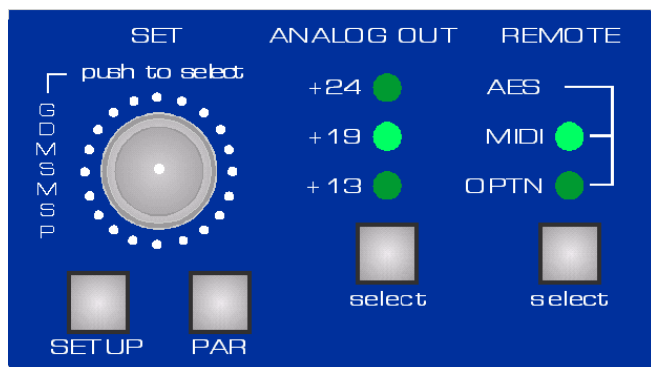 SET
push to select
G
D
M
S
M
S
P
SETUP
PAR
ANALOG OUT
+24
+19
+13
select
REMOTE
AES
MIDI
OPTN
select